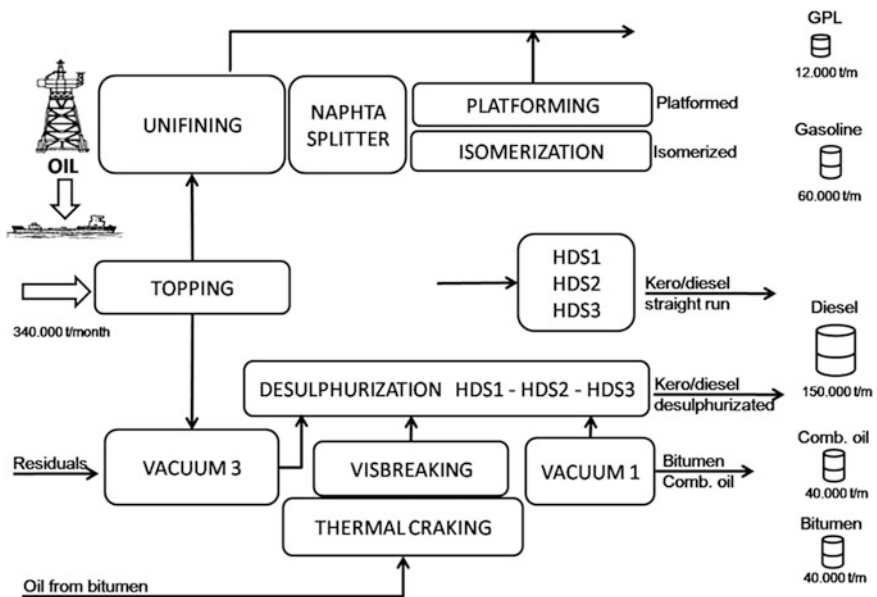 GPL
12.000 t/m
UNIFINING
NAPHTA
SPLITTER
PLATFORMING
Platformed
ISOMERIZATION
Isomerized
Gasoline
60.000 t/m
OIL
TOPPING
340.000 t/month
HDS1
HDS2
HDS3
Kero/diesel
straight run
Diesel
150.000 t/m
DESULPHURIZATION HDS1 - HDS2 - HDS3
Kero/diesel
desulphurizated
Residuals
VACUUM 3
VISBREAKING
VACUUM 1
Bitumen
Comb. oil
Comb. oil
40.000 t/m
THERMAL CRAKING
Bitumen
40.000 t/m
Oil from bitumen